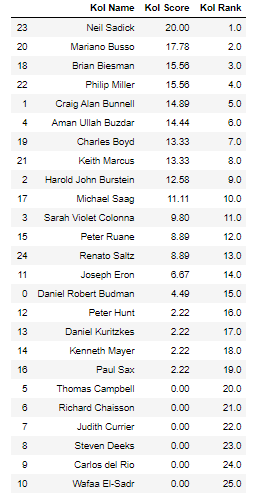 Kol Name Kol Score Kol Rank
23 Neil Sadick 20.00 1.0
20 Mariano Busso 17.78 2.0
18 Brian Biesman 15.56 3.0
22 Philip Miller 15.56 4.0
1 Craig Alan Bunnell 14.89 5.0
4 Aman Ullah Buzdar 14.44 6.0
19 Charles Boyd 13.33 7.0
21 Keith Marcus 13.33 8.0
2 Harold John Burstein 12.58 9.0
17 Michael Saag 11.11 10.0
3 Sarah Violet Colonna 9.80 11.0
15 Peter Ruane 8.89 12.0
24 Renato Saltz 8.89 13.0
11 Joseph Eron 6.67 14.0
0 Daniel Robert Budman 4.49 15.0
12 Peter Hunt 2.22 16.0
13 Daniel Kuritzkes 2.22 17.0
14 Kenneth Mayer 2.22 18.0
16 Paul Sax 2.22 19.0
5 Thomas Campbell 0.00 20.0
6 Richard Chaisson 0.00 21.0
7 Judith Currier 0.00 22.0
8 Steven Deeks 0.00 23.0
9 Carlos del Rio 0.00 24.0
10 Wafaa El-Sadr 0.00 25.0